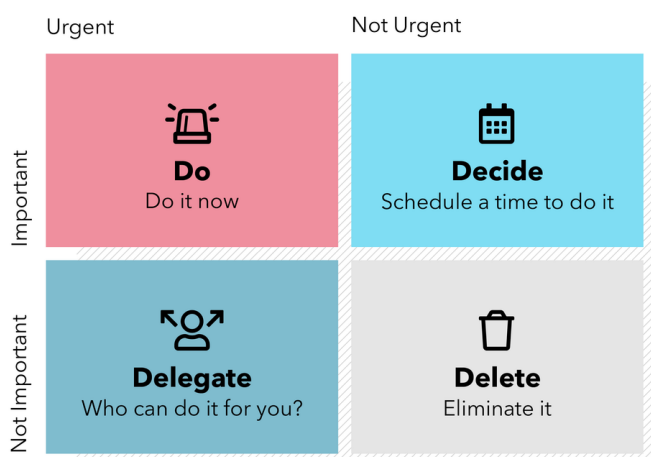 Urgent
Not Urgent
Important
Do
Do it now
Decide
Schedule a time to do it
Not Important
Delegate
Who can do it for you?
Delete
Eliminate it